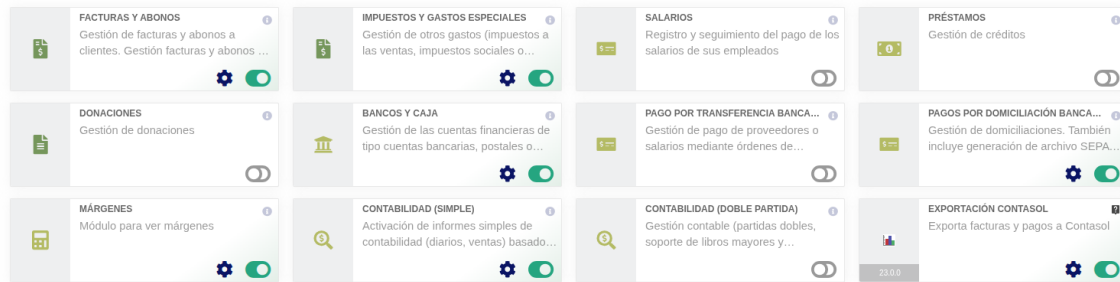 FACTURAS Y ABONOS
Gestión de facturas y abonos a
clientes. Gestión facturas y abonos ...
IMPUESTOS Y GASTOS ESPECIALES
Gestión de otros gastos (impuestos a
las ventas, impuestos sociales o...
SALARIOS
Registro y seguimiento del pago de los
salarios de sus empleados
PRÉSTAMOS
Gestión de créditos
DONACIONES
Gestión de donaciones
BANCOS Y CAJA
Gestión de las cuentas financieras de
tipo cuentas bancarias, postales o...
PAGO POR TRANSFERENCIA BANCA...
Gestión de pago de proveedores o
salarios mediante órdenes de...
PAGOS POR DOMICILIACIÓN BANCA...
Gestión de domiciliaciones. También
incluye generación de archivo SEPA...
MÁRGENES
Módulo para ver márgenes
CONTABILIDAD (SIMPLE)
Activación de informes simples de
contabilidad (diarios, ventas) basado...
CONTABILIDAD (DOBLE PARTIDA)
Gestión contable (partidas dobles,
soporte de libros mayores y...
EXPORTACIÓN CONTASOL
Exporta facturas y pagos a Contasol
23.0.0